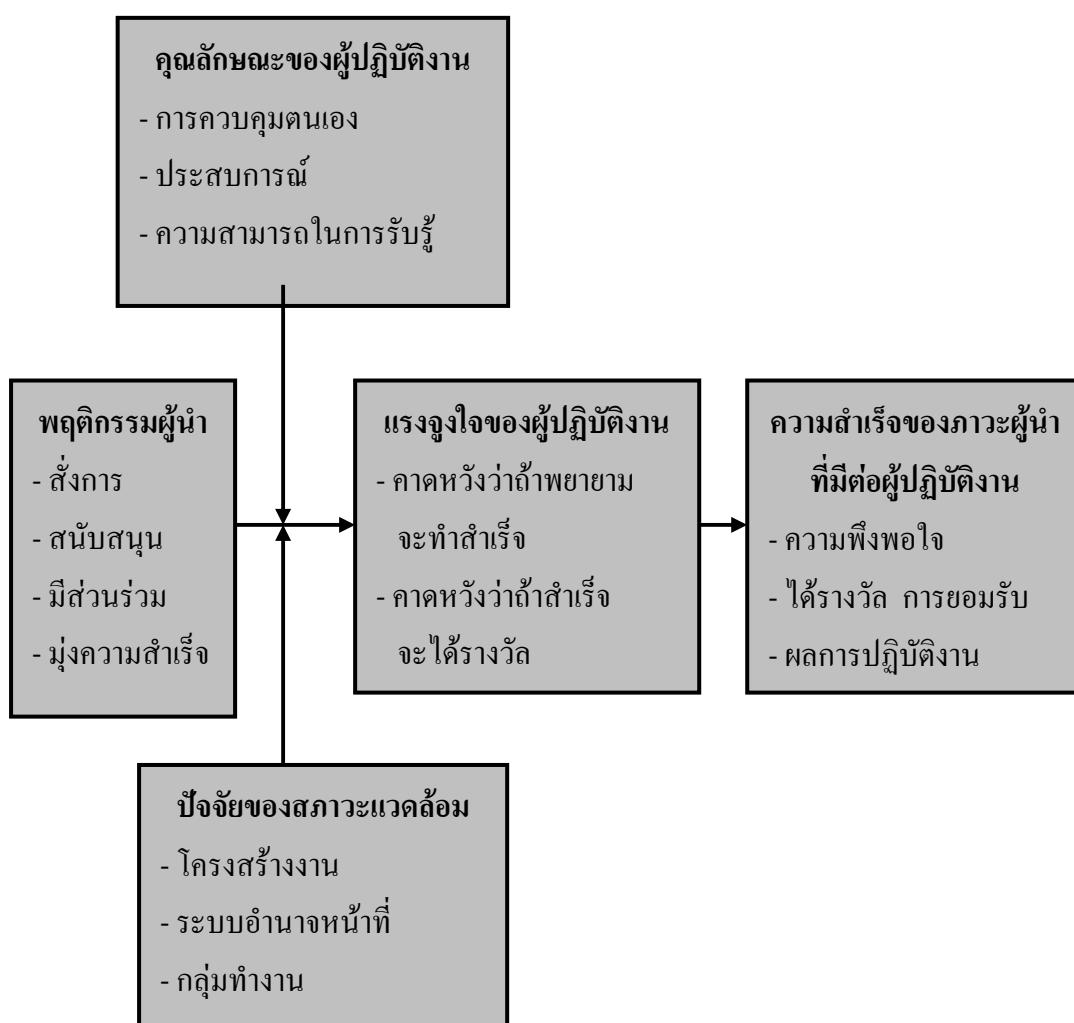 คุณลักษณะของผู้ปฏิบัติงาน
- การควบคุมตนเอง
- ประสบการณ์
- ความสามารถในการรับรู้
พฤติกรรมผู้นำ
- สั่งการ
- สนับสนุน
- มีส่วนร่วม
- มุ่งความสำเร็จ
แรงจูงใจของผู้ปฏิบัติงาน
- คาดหวังว่าถ้าพยายาม
จะทำสำเร็จ
- คาดหวังว่าถ้าสำเร็จ
จะได้รางวัล
ความสำเร็จของภาวะผู้นำ
ที่มีต่อผู้ปฏิบัติงาน
- ความพึงพอใจ
- ได้รางวัล การยอมรับ
- ผลการปฏิบัติงาน
ปัจจัยของสภาวะแวดล้อม
- โครงสร้างงาน
- ระบบอำนาจหน้าที่
- กลุ่มทำงาน